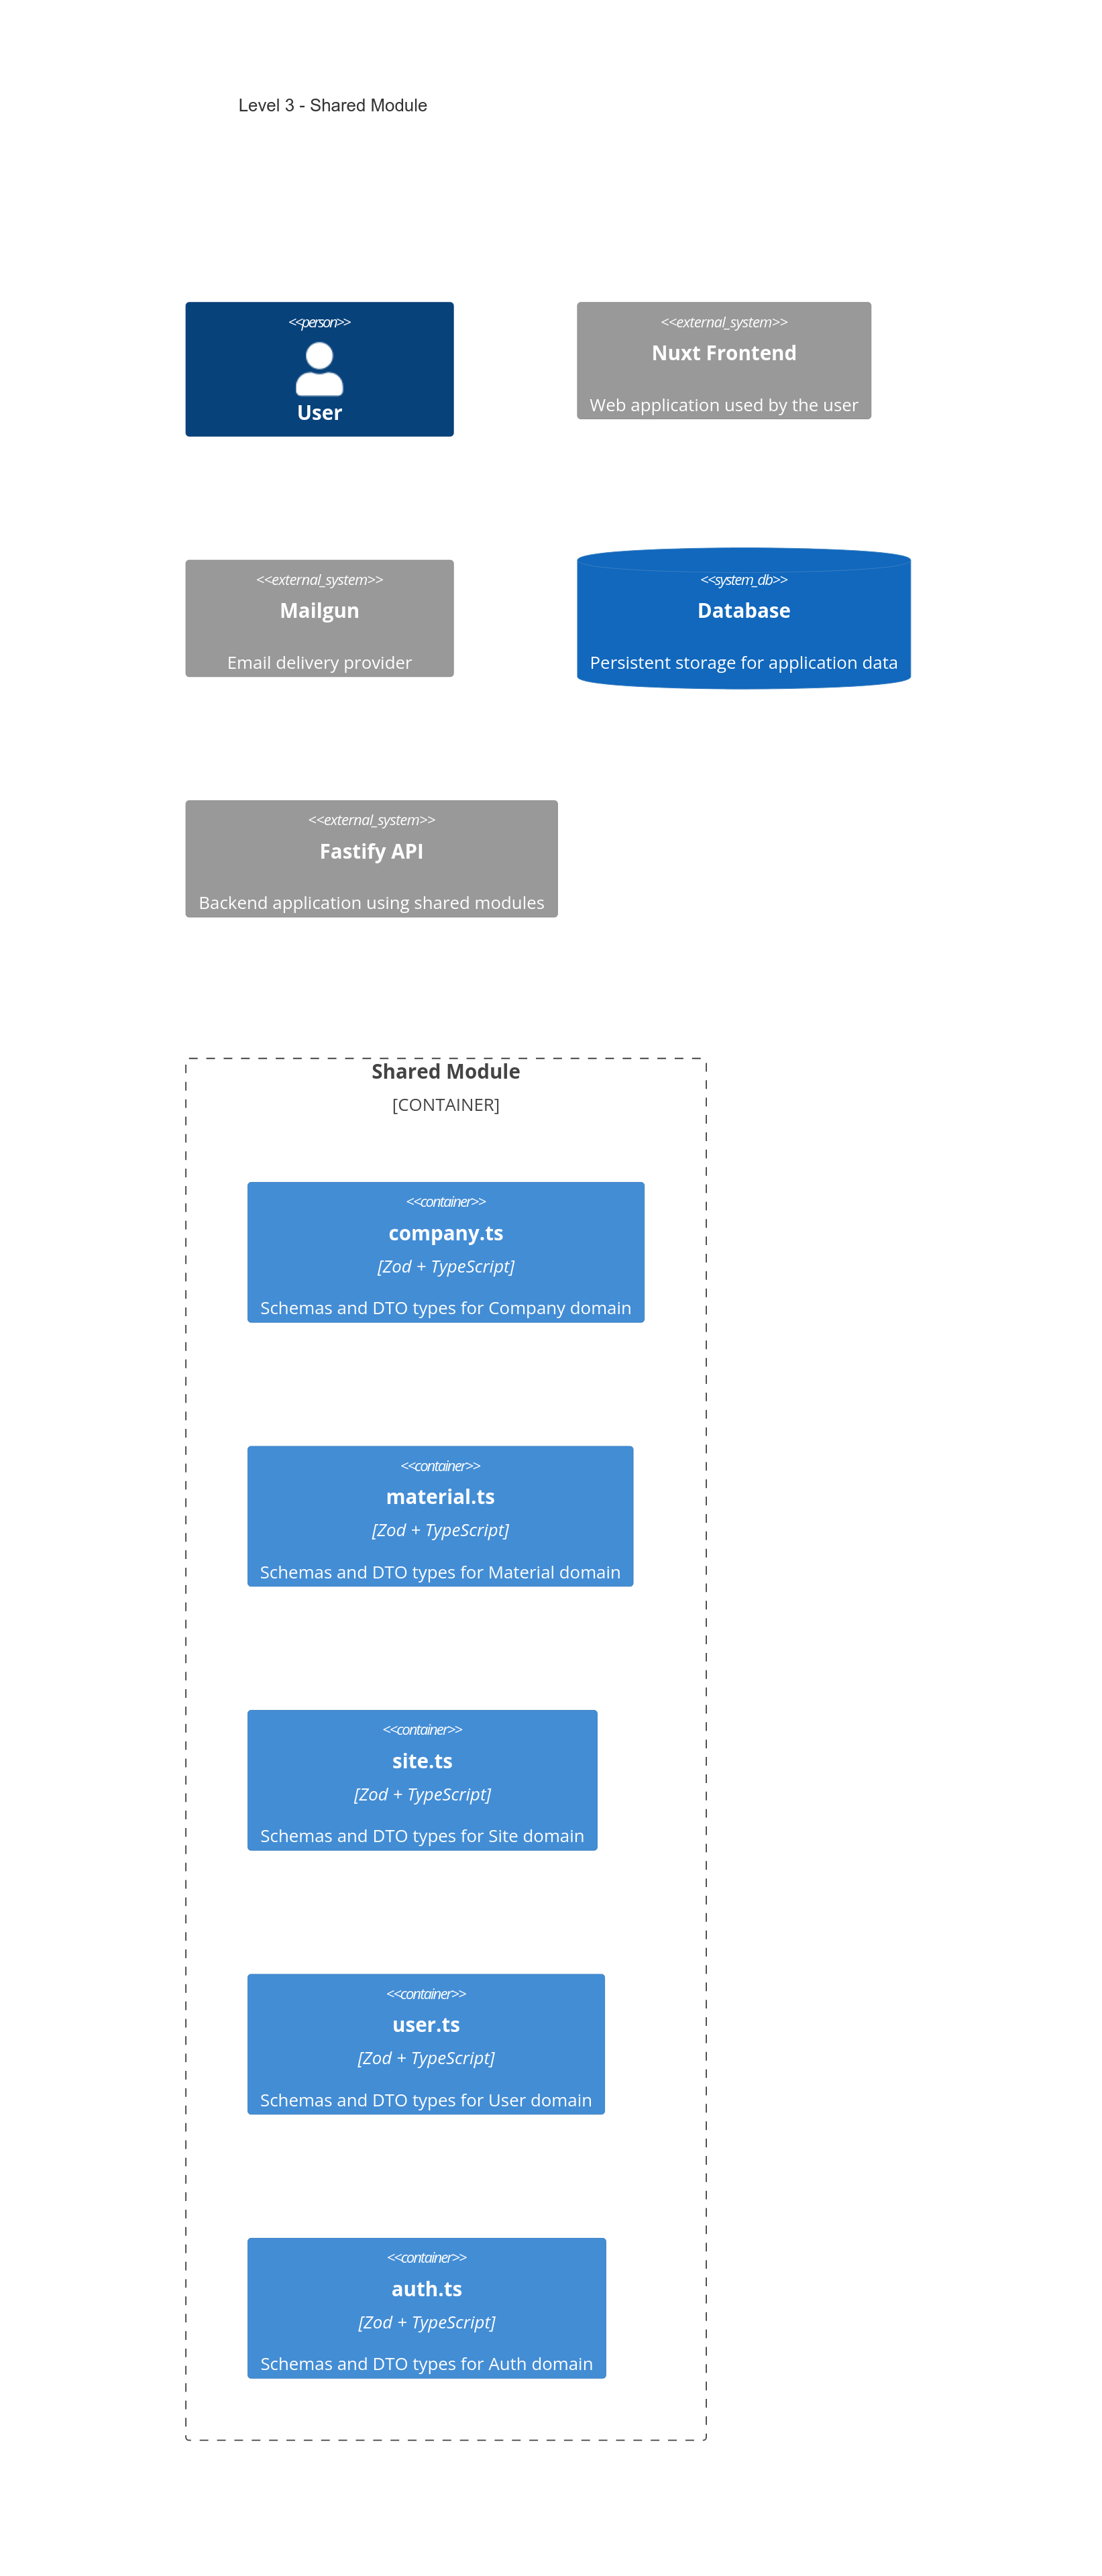 Level 3 - Shared Module
<<person>>
User
<<external_system>>
Nuxt Frontend
Web application used by the user
<<external_system>>
Mailgun
Email delivery provider
<<system_db>>
Database
Persistent storage for application data
<<external_system>>
Fastify API
Backend application using shared modules
Shared Module
[CONTAINER]
<<container>>
company.ts
[Zod + TypeScript]
Schemas and DTO types for Company domain
<<container>>
material.ts
[Zod + TypeScript]
Schemas and DTO types for Material domain
<<container>>
site.ts
[Zod + TypeScript]
Schemas and DTO types for Site domain
<<container>>
user.ts
[Zod + TypeScript]
Schemas and DTO types for User domain
<<container>>
auth.ts
[Zod + TypeScript]
Schemas and DTO types for Auth domain